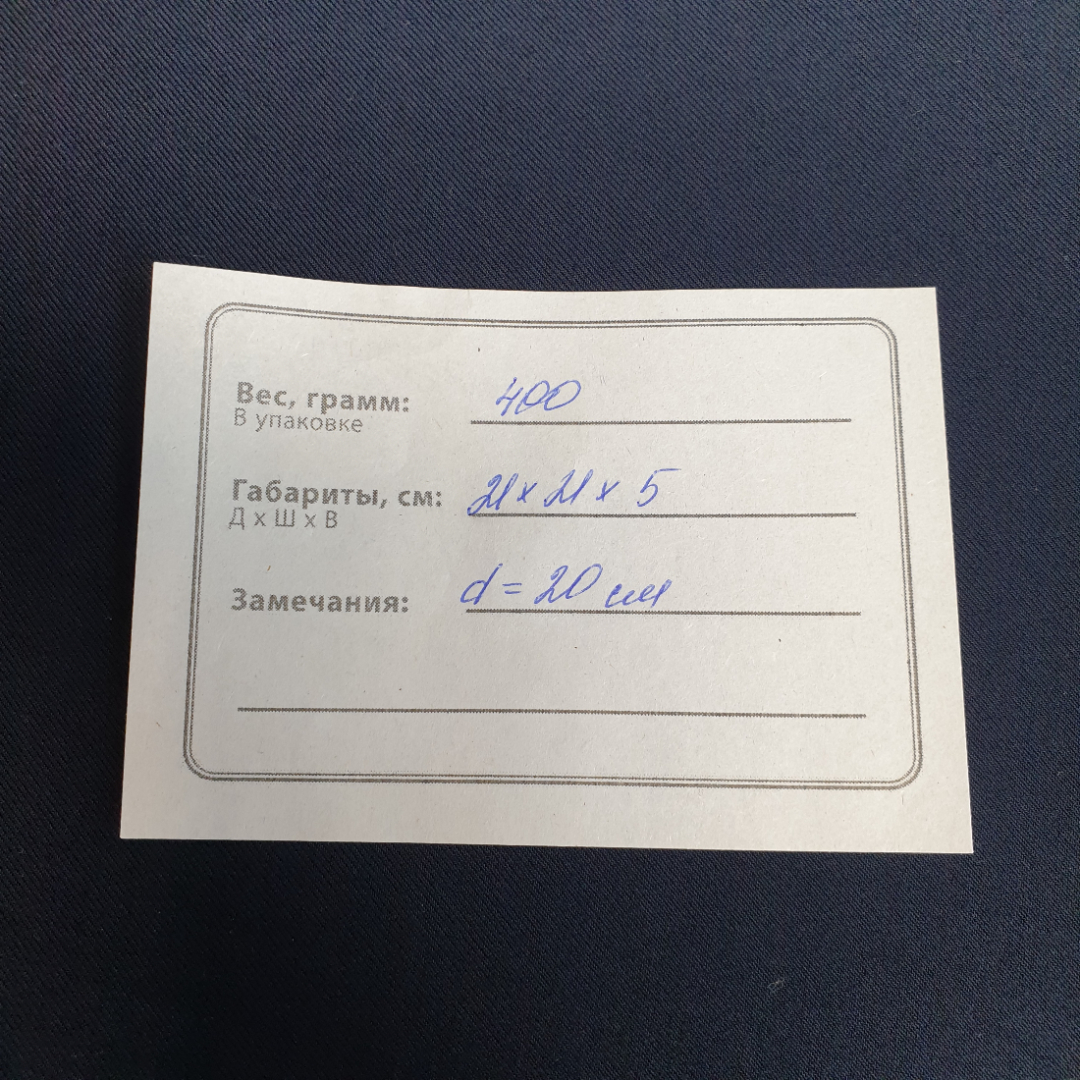 Вес, грамм: 400
В упаковке
Габариты, см: 21 x 21 x 5
Д х Ш х В
Замечания: d = 20 см